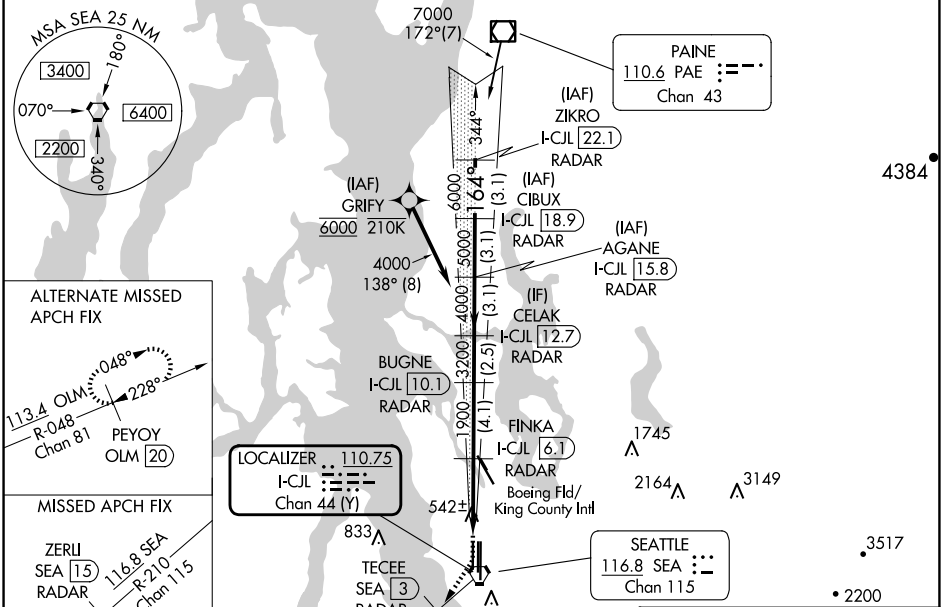 MSA SEA 25 NM
180°
3400
070°
6400
2200
340°
7000
172°(7)
PAINE
110.6 PAE
Chan 43
344°
(IAF)
ZIKRO
I-CJL 22.1
RADAR
4384
6000
164°
(3.1)
(IAF)
CIBUX
I-CJL 18.9
RADAR
(IAF)
GRIFY
6000 210K
4000
138° (8)
5000
(3.1)
(IAF)
AGANE
I-CJL 15.8
RADAR
4000
(3.1)
(IF)
CELAK
I-CJL 12.7
RADAR
3200
(2.5)
BUGNE
I-CJL 10.1
RADAR
1900
(4.1)
FINKA
I-CJL 6.1
RADAR
Boeing Fld/
King County Intl
1745
2164
3149
ALTERNATE MISSED
APCH FIX
048°
228°
113.4 OLM
R-048
Chan 81
PEYOY
OLM 20
LOCALIZER 110.75
I-CJL
Chan 44 (Y)
542±
833
MISSED APCH FIX
ZERLI
SEA 15
RADAR
116.8 SEA
R-210
Chan 115
TECEE
SEA 3
RADAR
SEATTLE
116.8 SEA
Chan 115
3517
2200